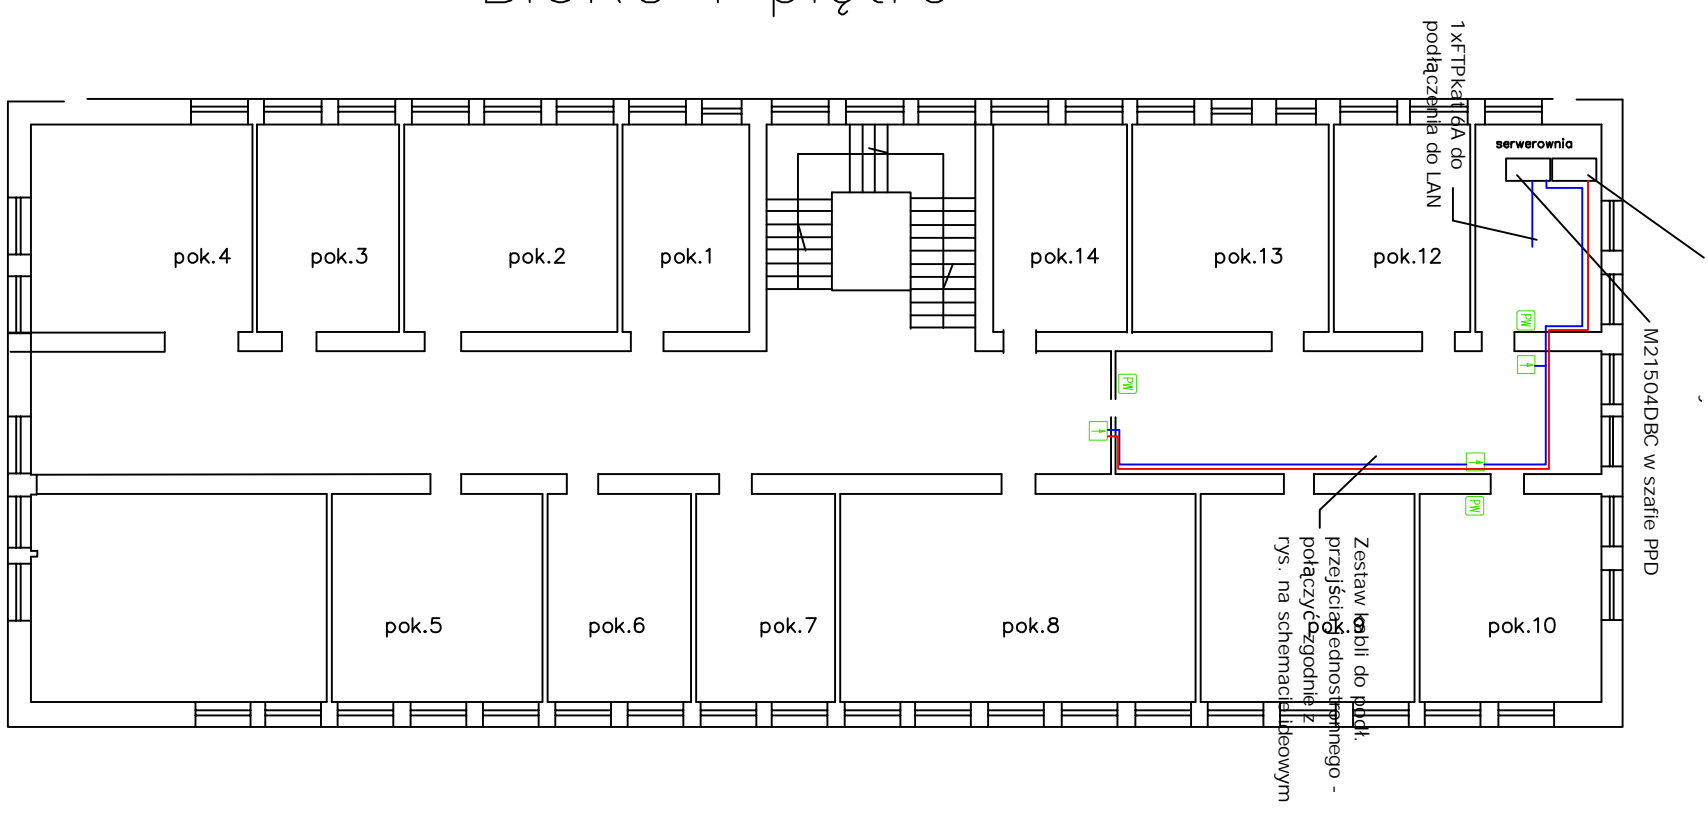 1xFTPkat.6A do
podłączenia do LAN
serwerownia
pok.4
pok.3
pok.2
pok.1
pok.14
pok.13
pok.12
PW
PW
PW
M21504DBC w szafie PPD
Zestaw kabli do podł.
przejścia jednostronnego -
połączyć zgodnie z
rys. na schemacie ideowym
pok.5
pok.6
pok.7
pok.8
pok.9
pok.10